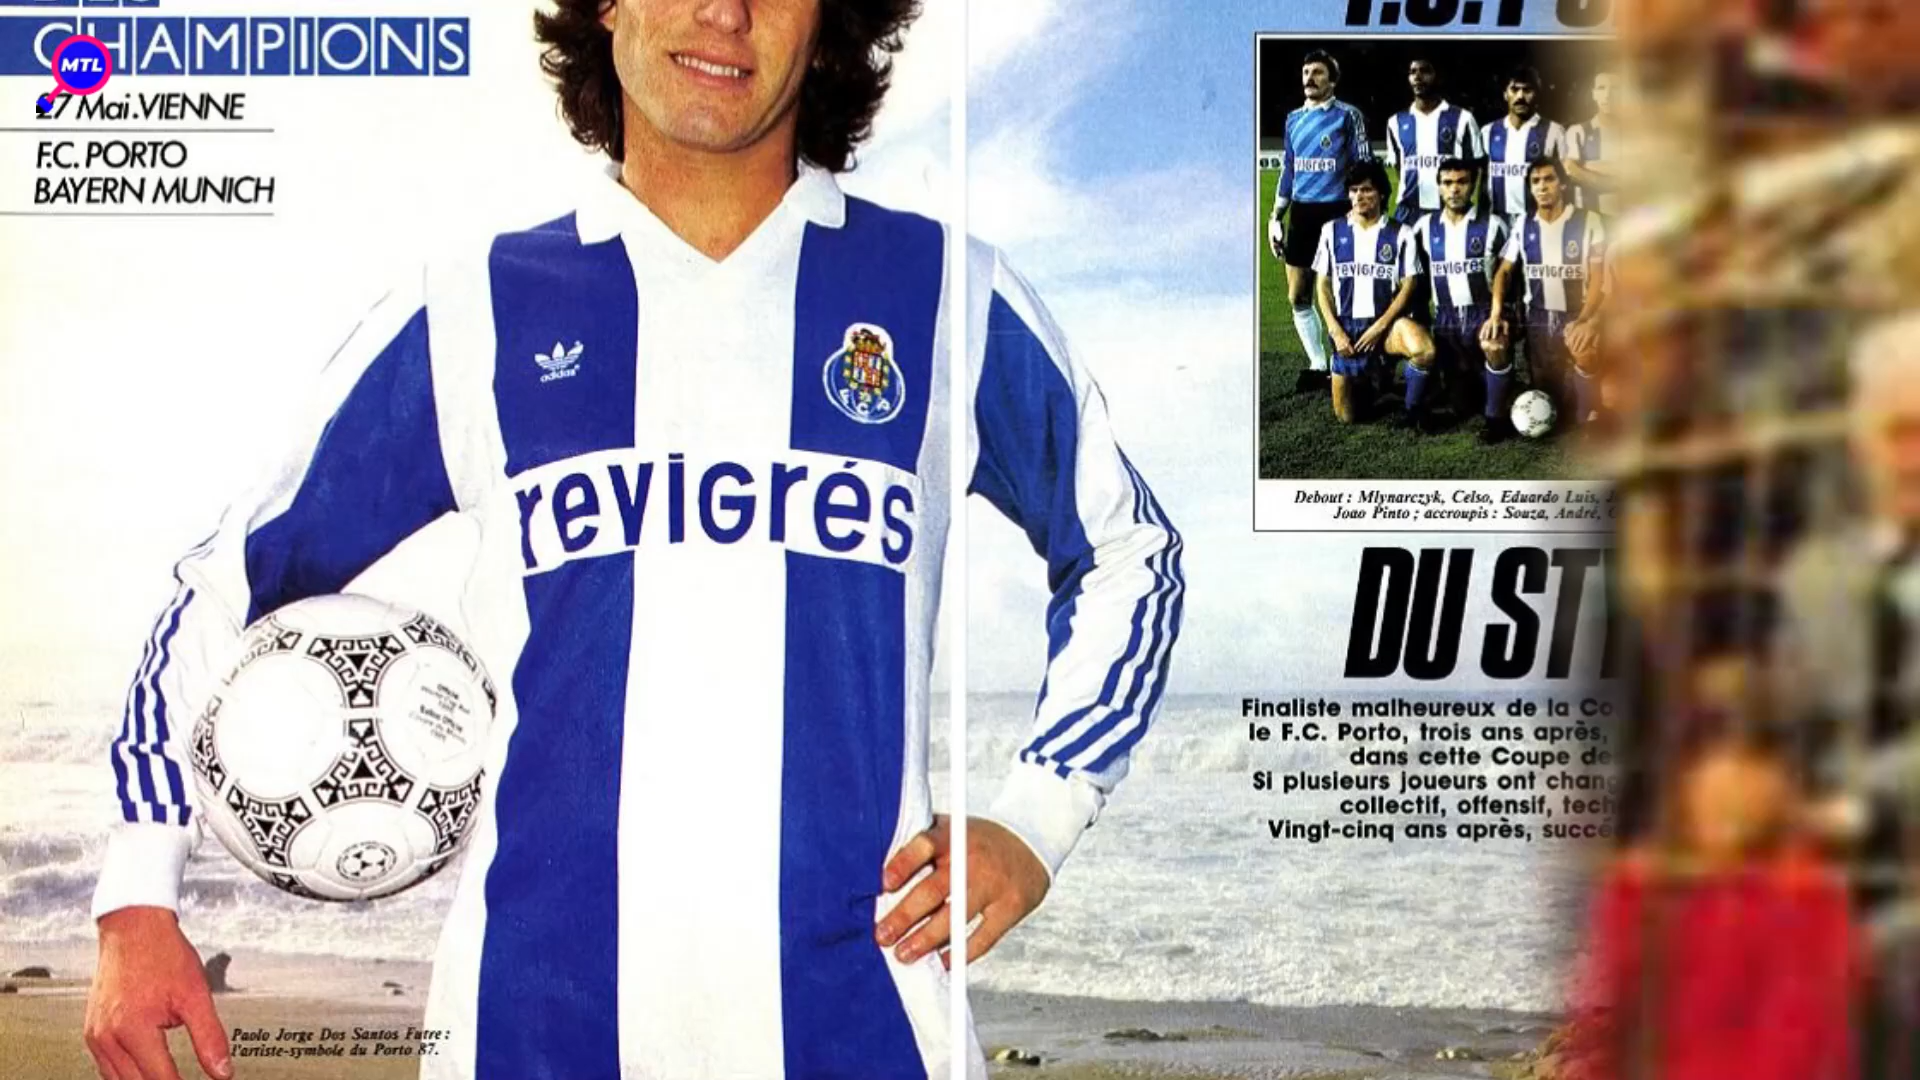 CHAMPIONS
MTL
27 Mai.VIENNE
F.C. PORTO
BAYERN MUNICH
adidas
F C P
revigrés
Paolo Jorge Dos Santos Futre :
l'artiste-symbole du Porto 87.
revigrés
revigrés
revigrés
Debout : Mlynarczyk, Celso, Eduardo Luis, J
Joao Pinto ; accroupis : Souza, André,
DU ST
Finaliste malheureux de la Co
le F.C. Porto, trois ans après,
dans cette Coupe de
Si plusieurs joueurs ont chang
collectif, offensif, tech
Vingt-cinq ans après, succé